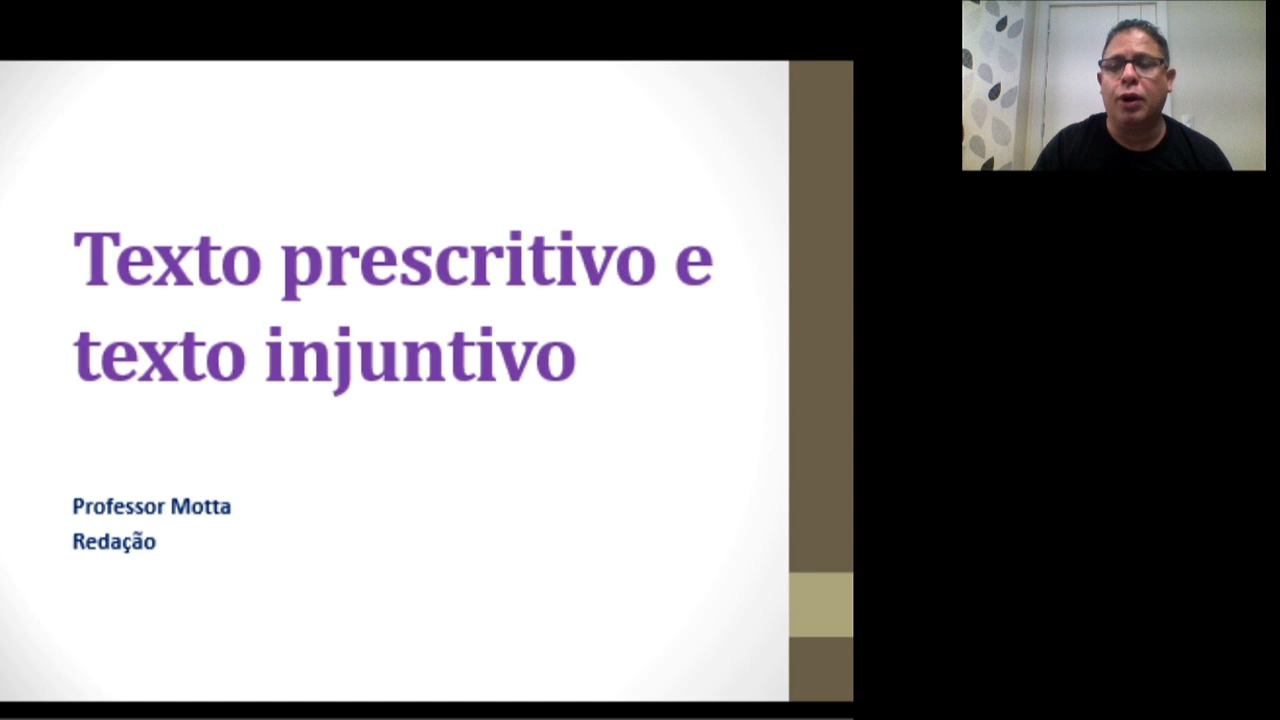 Texto prescritivo e
texto injuntivo
Professor Motta
Redação